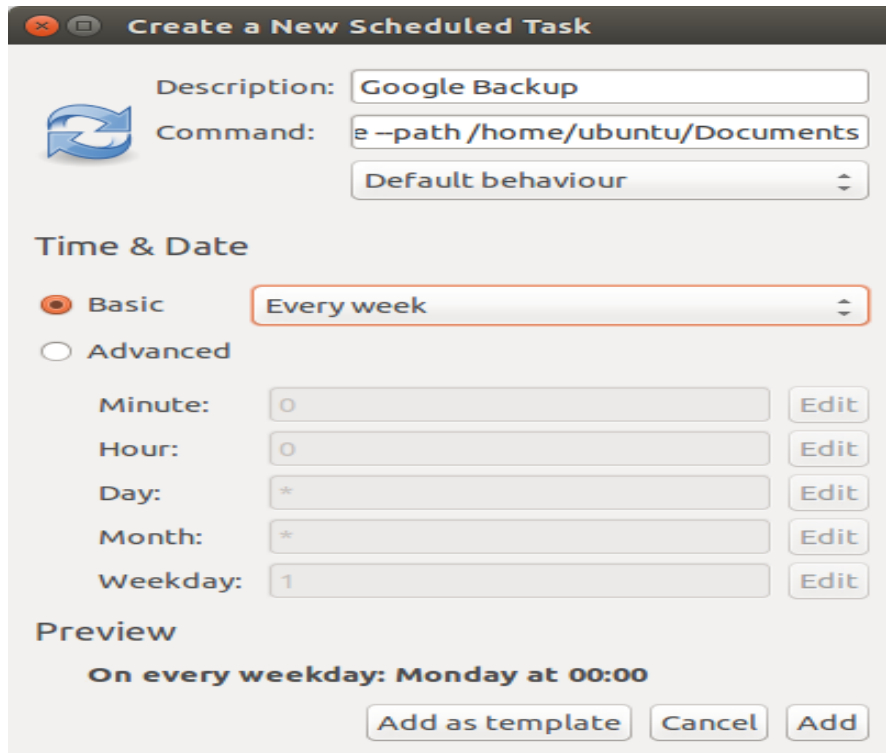 Create a New Scheduled Task
Description: Google Backup
Command: e --path /home/ubuntu/Documents
Default behaviour
Time & Date
Basic Every week
Advanced
Minute: 0 Edit
Hour: 0 Edit
Day: * Edit
Month: * Edit
Weekday: 1 Edit
Preview
On every weekday: Monday at 00:00
Add as template Cancel Add